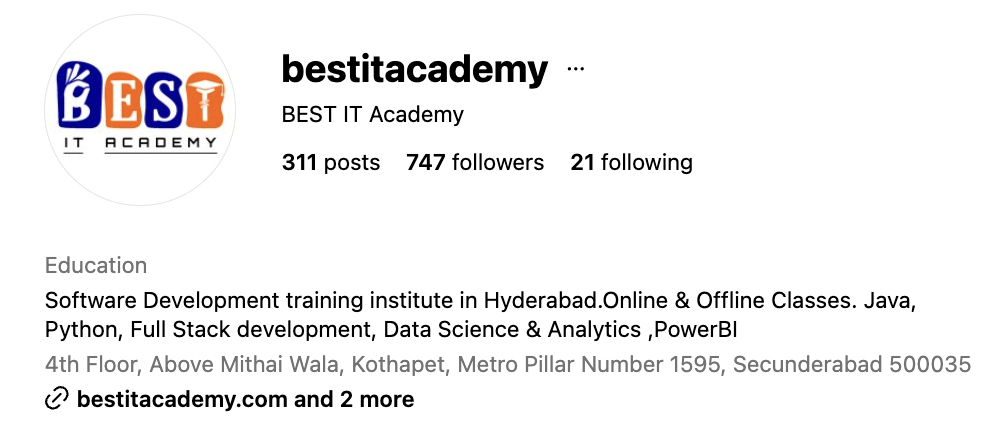 BEST
IT ACADEMY
bestitacademy ...
BEST IT Academy
311 posts 747 followers 21 following
Education
Software Development training institute in Hyderabad.Online & Offline Classes. Java,
Python, Full Stack development, Data Science & Analytics ,PowerBI
4th Floor, Above Mithai Wala, Kothapet, Metro Pillar Number 1595, Secunderabad 500035
bestitacademy.com and 2 more